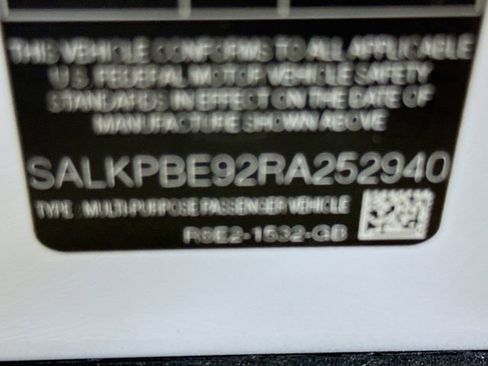 THIS VEHICLE CONFORMS TO ALL APPLICABLE
U.S. FEDERAL MOTOR VEHICLE SAFETY
STANDARDS IN EFFECT ON THE DATE OF
MANUFACTURE SHOWN ABOVE
SALKPBE92RA252940
TYPE : MULTI-PURPOSE PASSENGER VEHICLE
R8E2-1532-GB